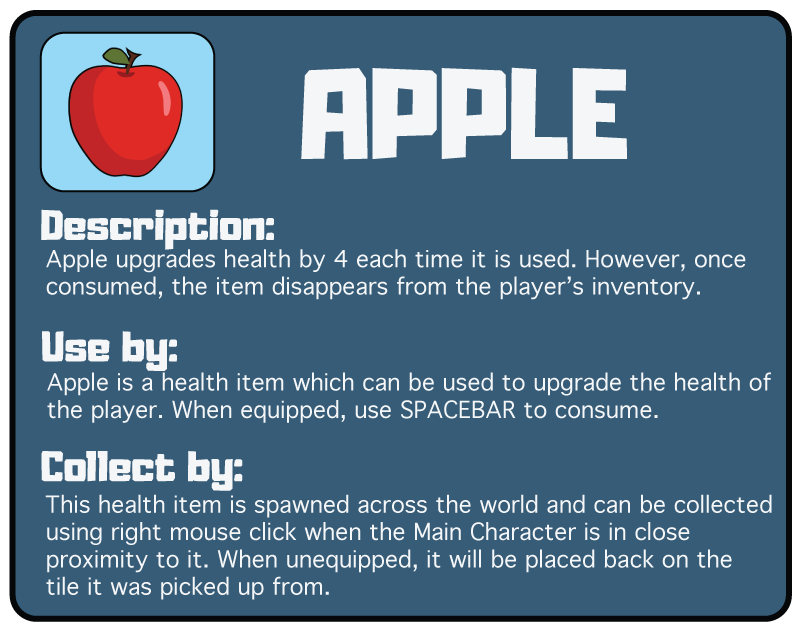 APPLE
Description:
Apple upgrades health by 4 each time it is used. However, once
consumed, the item disappears from the player’s inventory.
Use by:
Apple is a health item which can be used to upgrade the health of
the player. When equipped, use SPACEBAR to consume.
Collect by:
This health item is spawned across the world and can be collected
using right mouse click when the Main Character is in close
proximity to it. When unequipped, it will be placed back on the
tile it was picked up from.